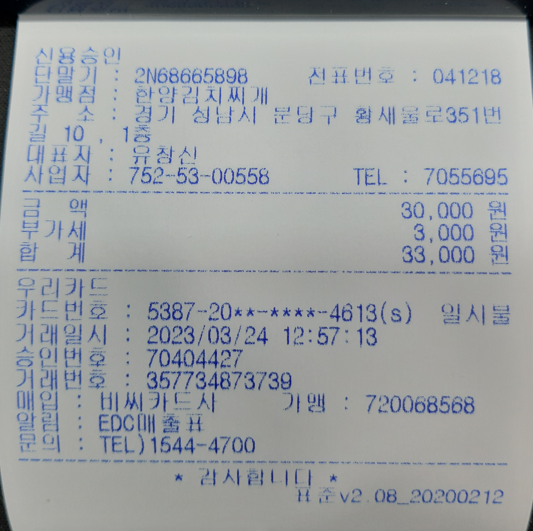 신용승인
단말기 : 2N68665898 전표번호 : 041218
가맹점 : 한양김치찌개
주 소 : 경기 성남시 분당구 황새울로351번
길 10 , 1층
대표자 : 유창신
사업자 : 752-53-00558 TEL : 7055695
금 액 30,000 원
부가세 3,000 원
합 계 33,000 원
우리카드
카드번호 : 5387-20**-****-4613(s) 일시불
거래일시 : 2023/03/24 12:57:13
승인번호 : 70404427
거래번호 : 357734873739
매입 : 비씨카드사 가맹 : 720068568
알림 : EDC매출표
문의 : TEL)1544-4700
* 감사합니다 *
표준v2.08_20200212